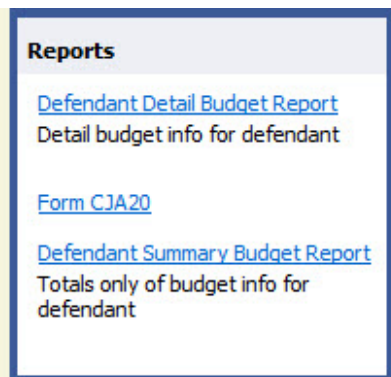 Reports
Defendant Detail Budget Report
Detail budget info for defendant
Form CJA20
Defendant Summary Budget Report
Totals only of budget info for
defendant